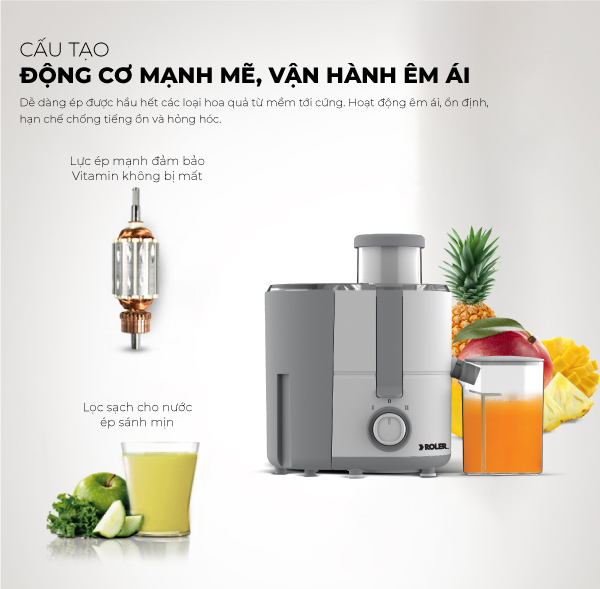 CẤU TẠO
ĐỘNG CƠ MẠNH MẼ, VẬN HÀNH ÊM ÁI
Dễ dàng ép được hầu hết các loại hoa quả từ mềm tới cứng. Hoạt động êm ái, ổn định,
hạn chế chống tiếng ồn và hỏng hóc.
Lực ép mạnh đảm bảo
Vitamin không bị mất
Lọc sạch cho nước
ép sánh mịn
ROLER